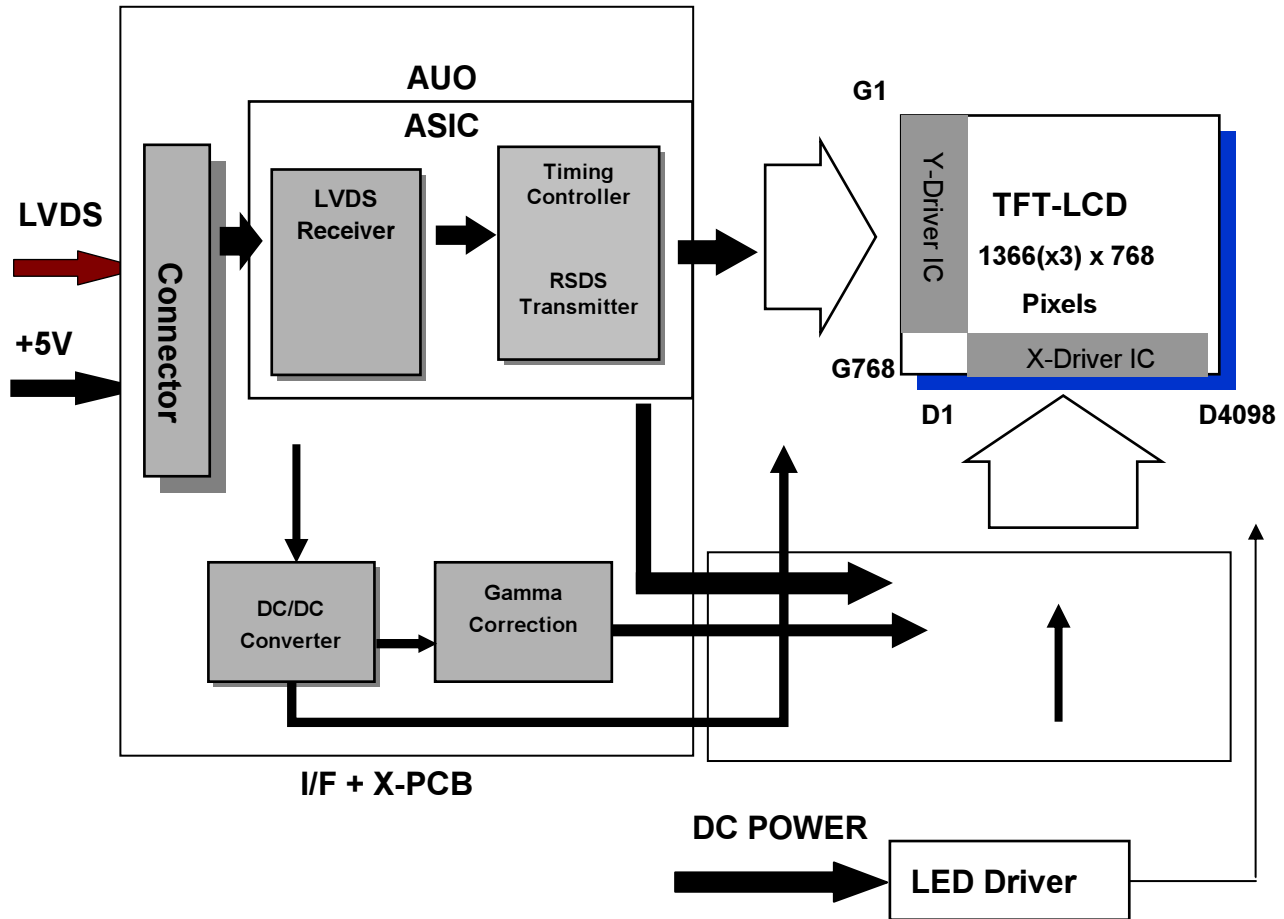 AUO
ASIC
LVDS
+5V
Connector
LVDS
Receiver
Timing
Controller
RSDS
Transmitter
G1
G768
Y-Driver IC
TFT-LCD
1366(x3) x 768
Pixels
X-Driver IC
D1
D4098
DC/DC
Converter
Gamma
Correction
I/F + X-PCB
DC POWER
LED Driver